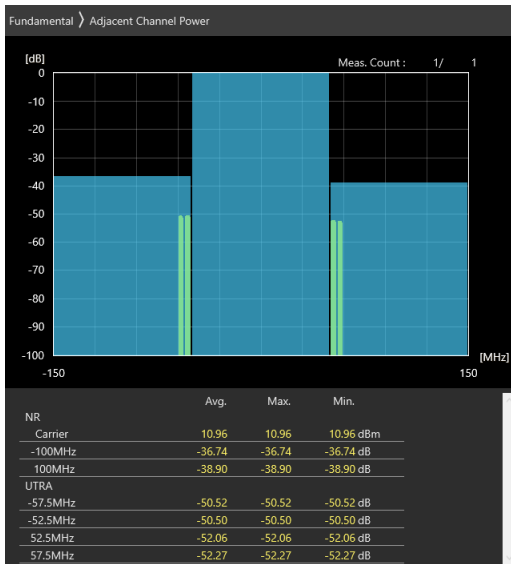 Fundamental ⟩ Adjacent Channel Power
[dB]
Meas. Count : 1/ 1
0
-10
-20
-30
-40
-50
-60
-70
-80
-90
-100
[MHz]
-150 150
Avg. Max. Min.
NR
Carrier 10.96 10.96 10.96 dBm
-100MHz -36.74 -36.74 -36.74 dB
100MHz -38.90 -38.90 -38.90 dB
UTRA
-57.5MHz -50.52 -50.52 -50.52 dB
-52.5MHz -50.50 -50.50 -50.50 dB
52.5MHz -52.06 -52.06 -52.06 dB
57.5MHz -52.27 -52.27 -52.27 dB